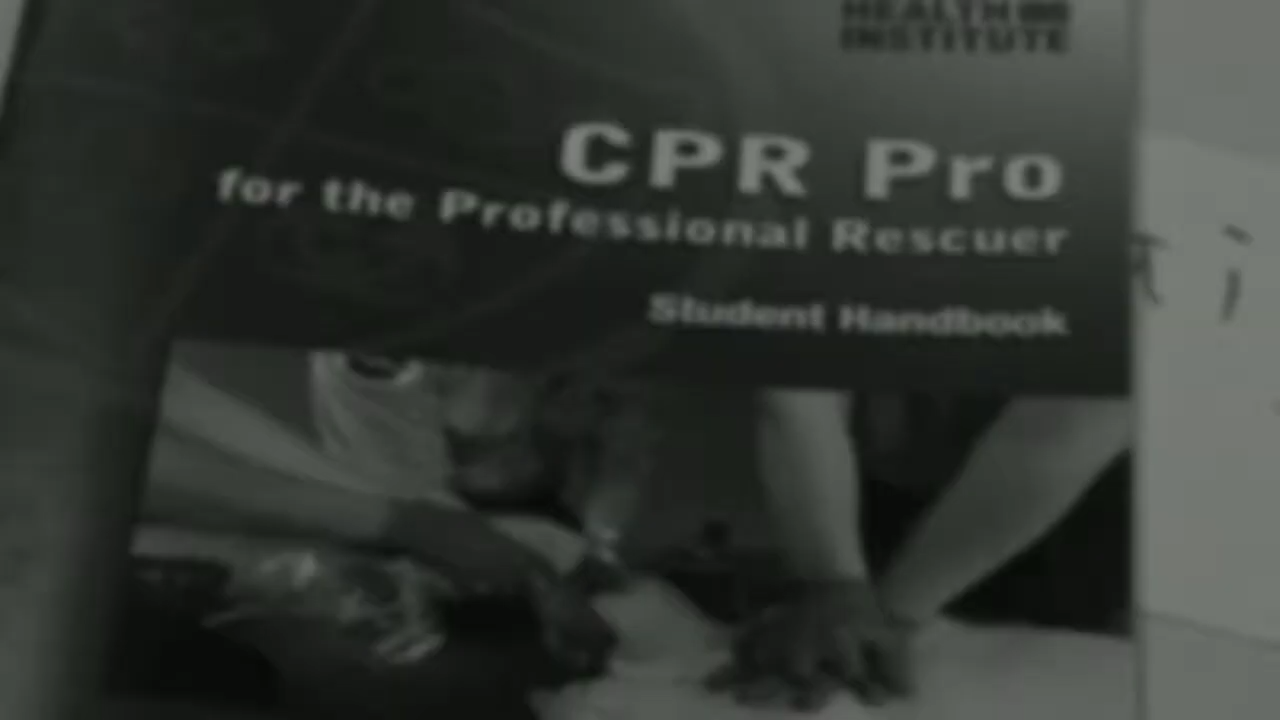 HEALTH
INSTITUTE
CPR Pro
for the Professional Rescuer
Student Handbook